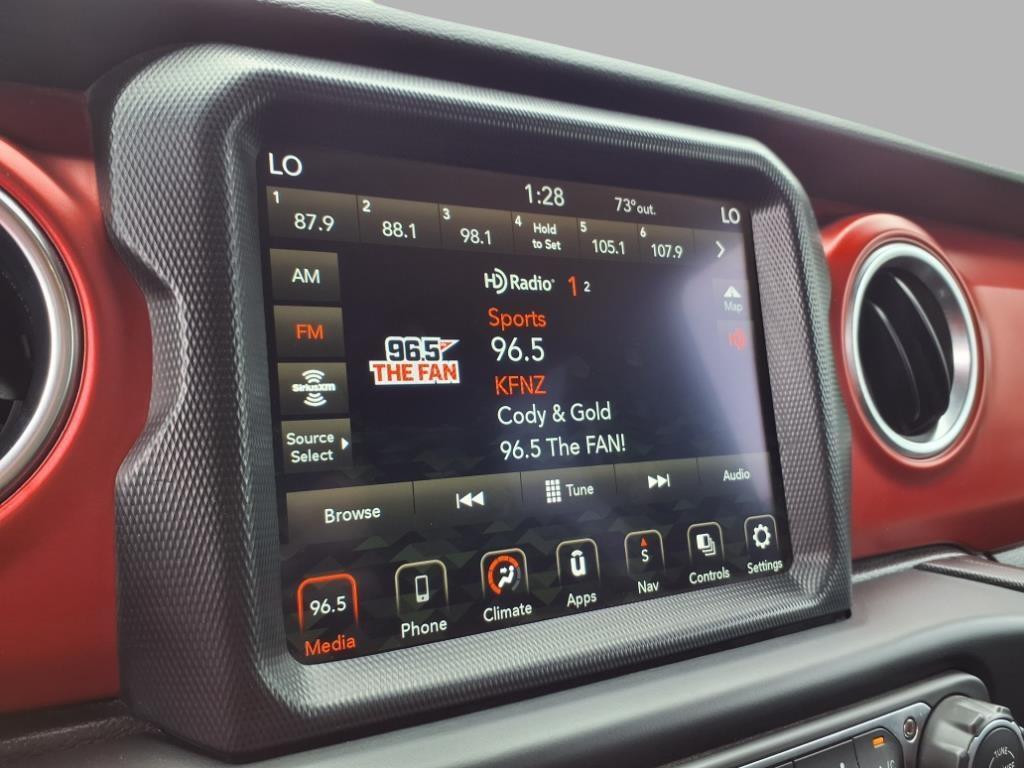 LO
1:28
73° out.
LO
1
87.9
2
88.1
3
98.1
4
Hold
to Set
5
105.1
6
107.9
AM
HD Radio 1 2
Map
FM
Sports
96.5
96.5
THE FAN
KFNZ
SiriusXM
Cody & Gold
Source
Select
96.5 The FAN!
Browse
Tune
Audio
96.5
Media
Phone
Climate
Apps
S
Nav
Controls
Settings
TUNE